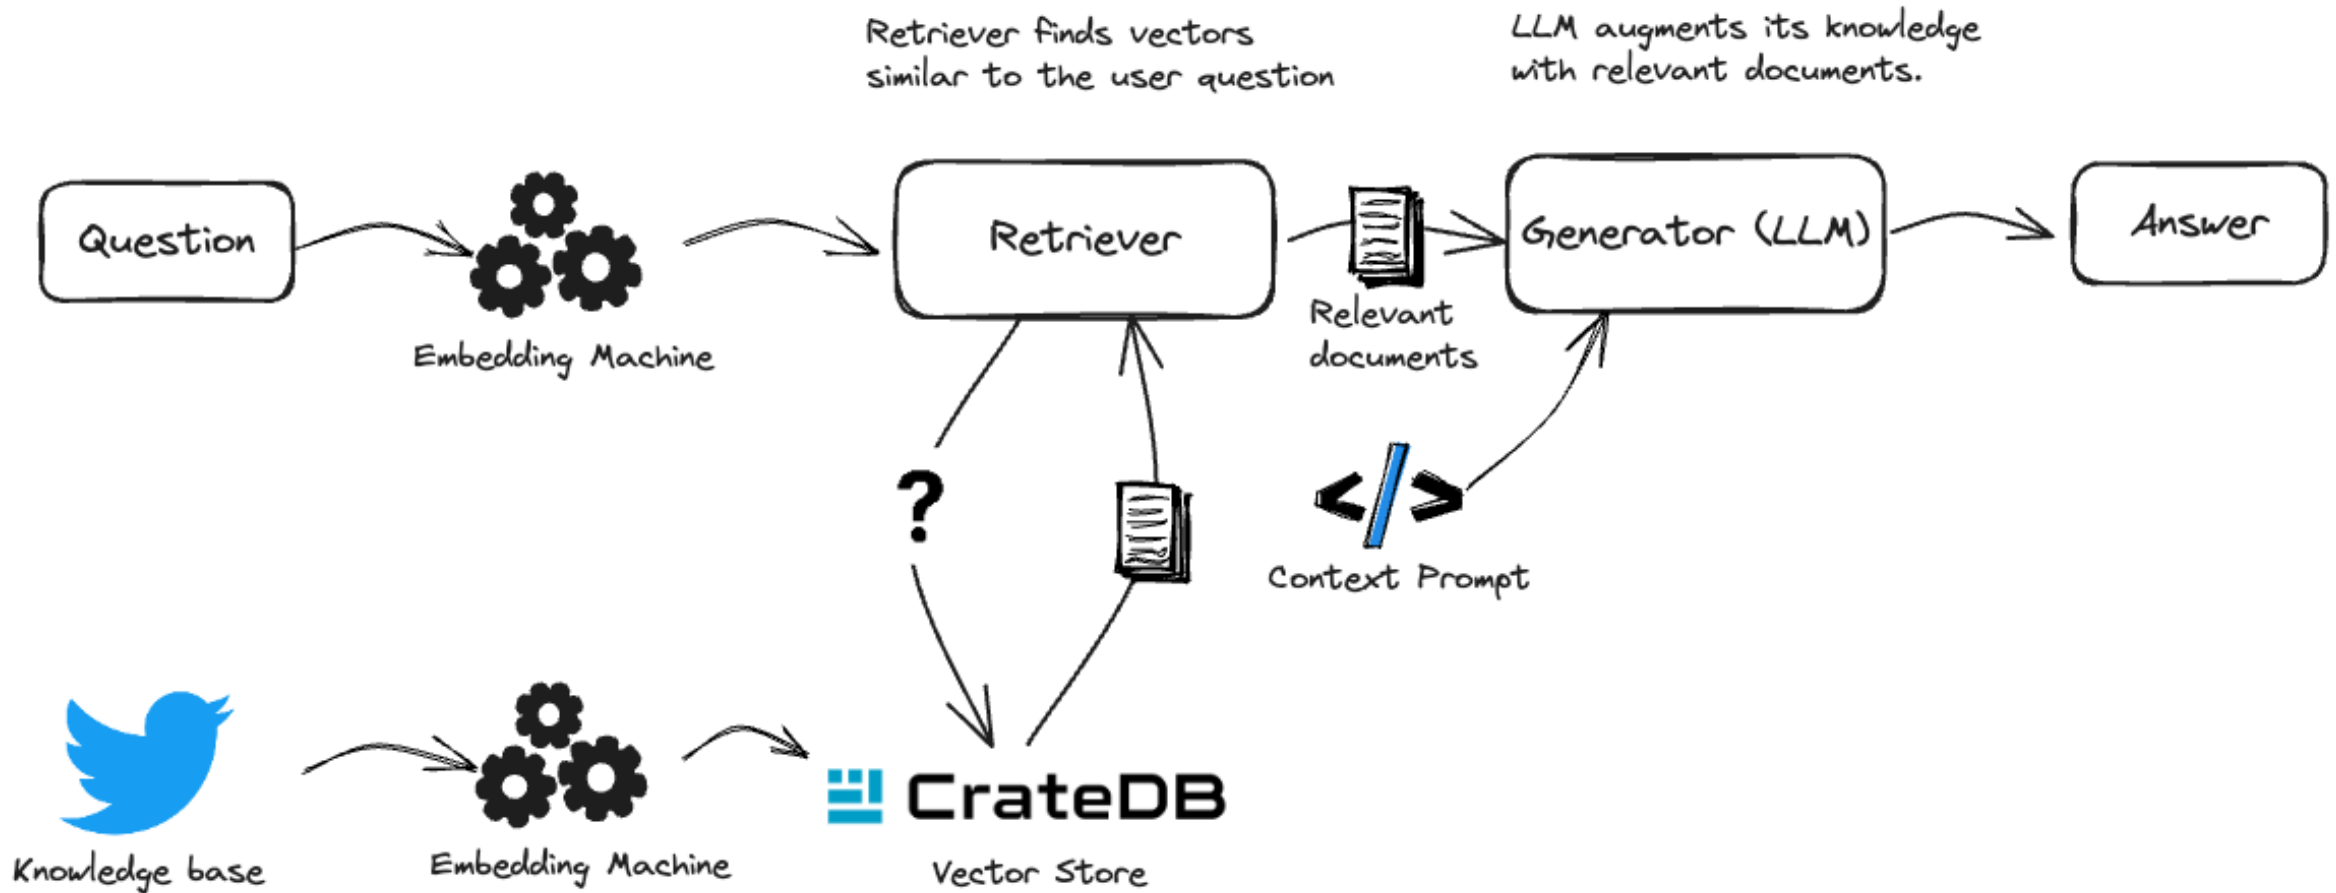 Retriever finds vectors
similar to the user question
LLM augments its knowledge
with relevant documents.
Question
Embedding Machine
Retriever
Relevant
documents
Generator (LLM)
Answer
?
</>
Context Prompt
Knowledge base
Embedding Machine
CrateDB
Vector Store